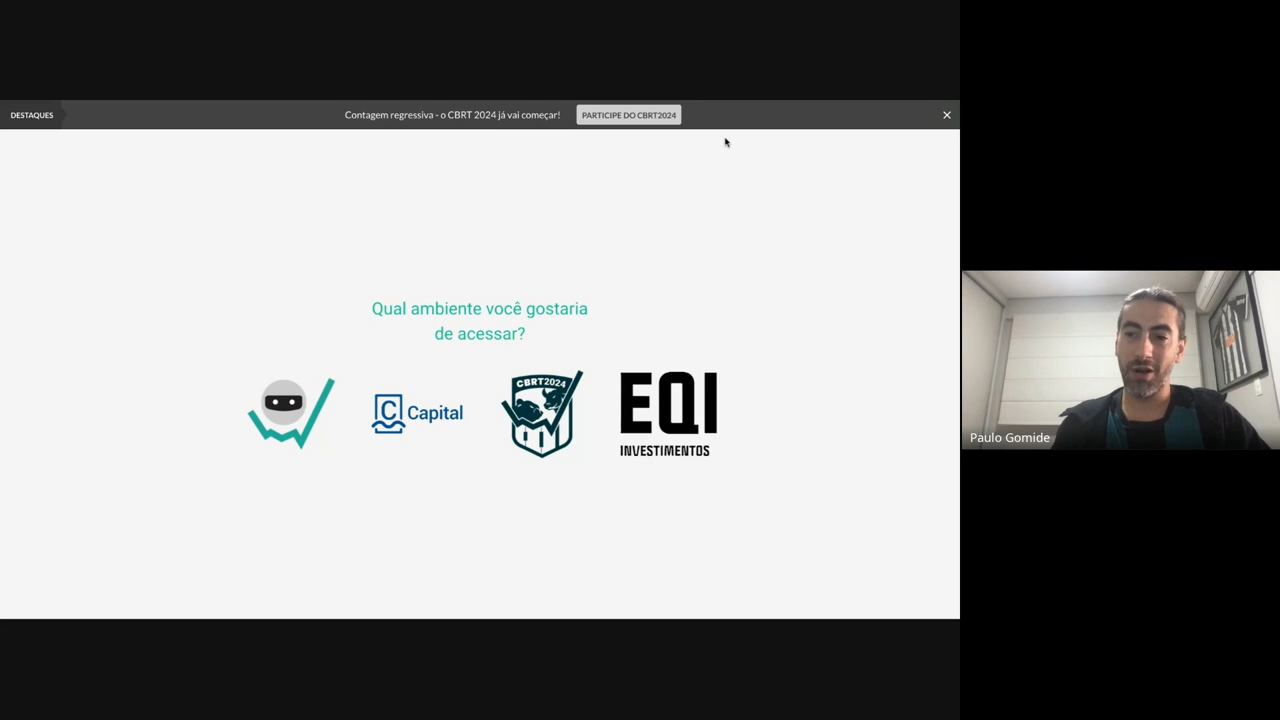 DESTAQUES
Contagem regressiva - o CBRT 2024 já vai começar!
PARTICIPE DO CBRT2024
Qual ambiente você gostaria
de acessar?
C Capital
CBRT2024
EQI
INVESTIMENTOS
Paulo Gomide